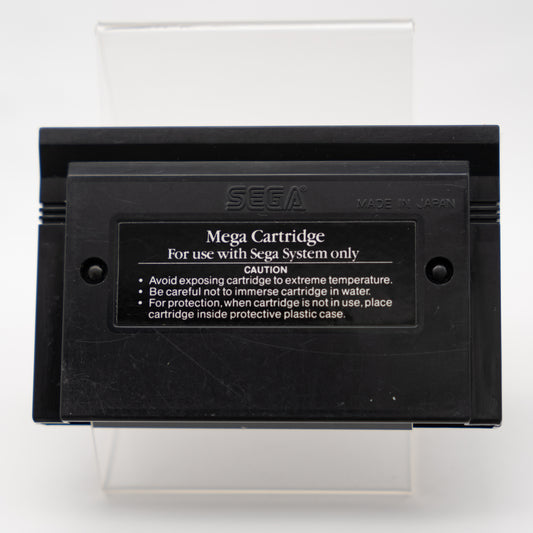 SEGA®
MADE IN JAPAN
Mega Cartridge
For use with Sega System only
CAUTION
• Avoid exposing cartridge to extreme temperature.
• Be careful not to immerse cartridge in water.
• For protection, when cartridge is not in use, place
cartridge inside protective plastic case.